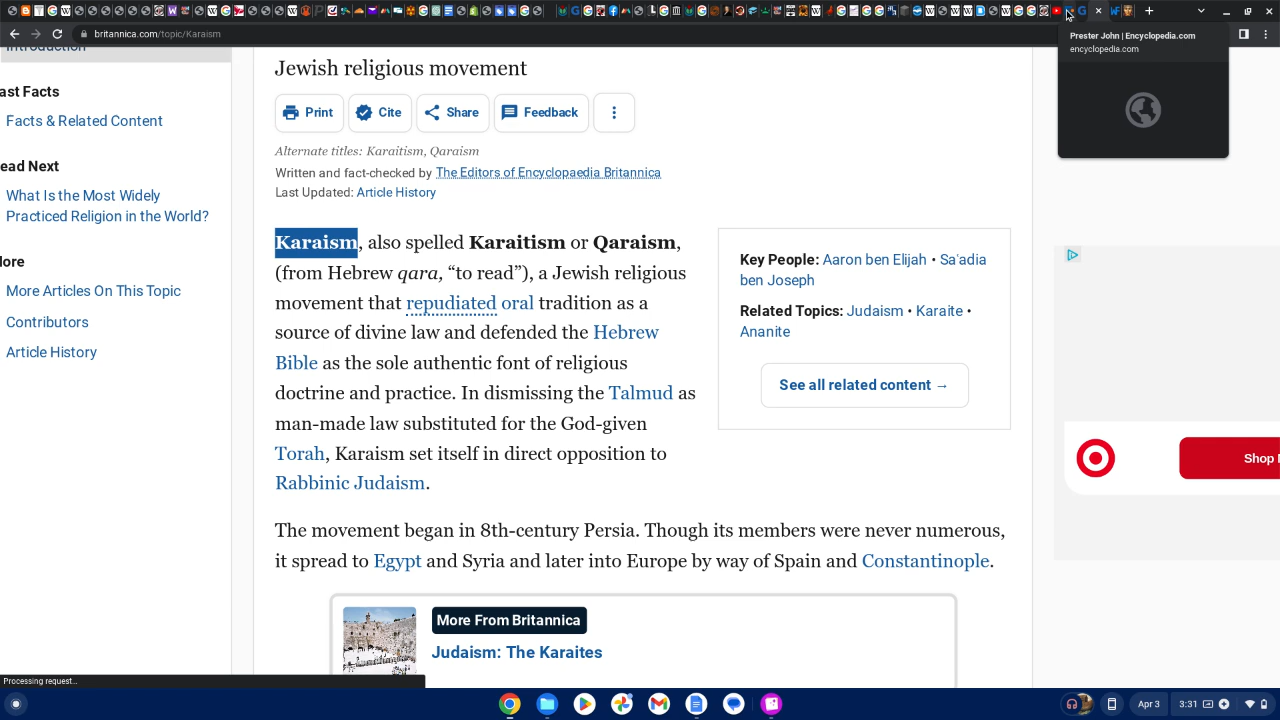 britannica.com/topic/Karaism
Prester John | Encyclopedia.com
encyclopedia.com
Introduction
ast Facts
Facts & Related Content
ead Next
What Is the Most Widely
Practiced Religion in the World?
ore
More Articles On This Topic
Contributors
Article History
Jewish religious movement
Print
Cite
Share
Feedback
Alternate titles: Karaitism, Qaraism
Written and fact-checked by The Editors of Encyclopaedia Britannica
Last Updated: Article History
Karaism, also spelled Karaitism or Qaraism,
(from Hebrew qara, “to read”), a Jewish religious
movement that repudiated oral tradition as a
source of divine law and defended the Hebrew
Bible as the sole authentic font of religious
doctrine and practice. In dismissing the Talmud as
man-made law substituted for the God-given
Torah, Karaism set itself in direct opposition to
Rabbinic Judaism.
Key People: Aaron ben Elijah • Saʿadia
ben Joseph
Related Topics: Judaism • Karaite •
Ananite
See all related content →
The movement began in 8th-century Persia. Though its members were never numerous,
it spread to Egypt and Syria and later into Europe by way of Spain and Constantinople.
More From Britannica
Judaism: The Karaites
Shop
Processing request...
Apr 3
3:31